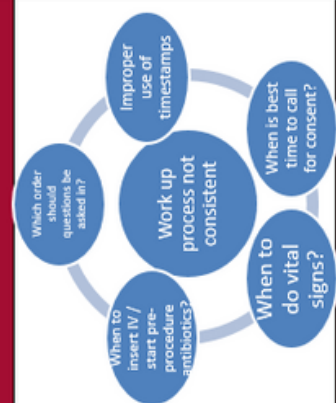 Work up
process not
consistent
Which order
should
questions be
asked in?
Improper
use of
timestamps
When is best
time to call
for consent?
When to
do vital
signs?
When to
insert IV /
start pre-
procedure
antibiotics?